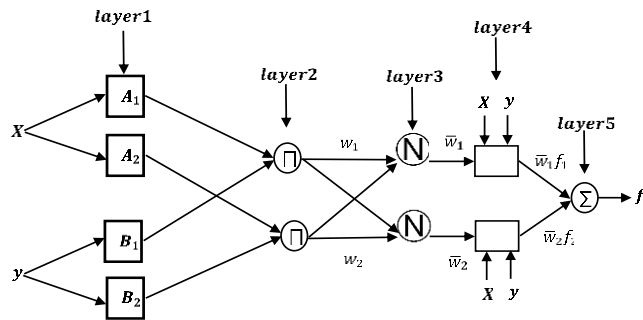 layer1
layer4
layer2
layer3
X y
layer5
A₁
X
A₂
∏
w₁
N
w̅₁
w̅₁f₁
∑
f
B₁
y
B₂
∏
w₂
N
w̅₂
w̅₂f₂
X y